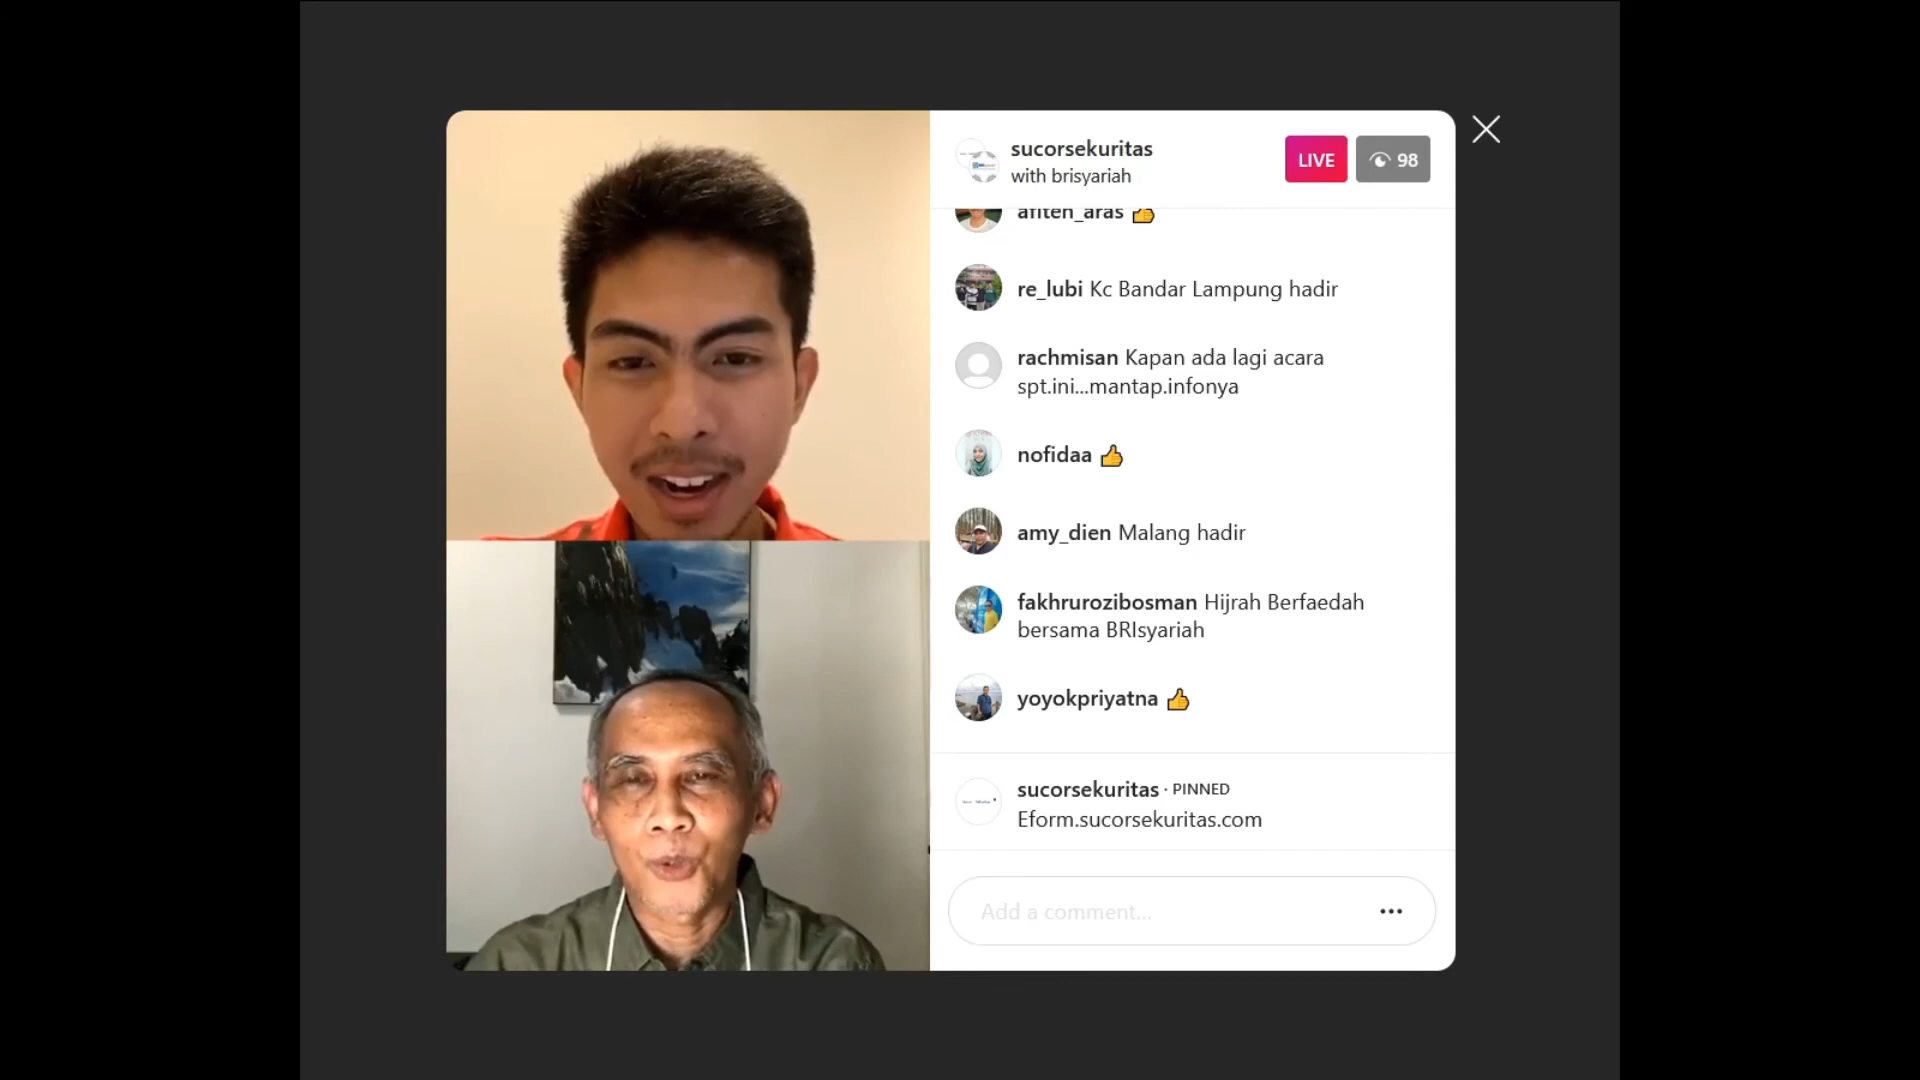 sucorsekuritas
with brisyariah
LIVE
98
afiten_aras 👍
re_lubi Kc Bandar Lampung hadir
rachmisan Kapan ada lagi acara
spt.ini...mantap.infonya
nofidaa 👍
amy_dien Malang hadir
fakhrurozibosman Hijrah Berfaedah
bersama BRIsyariah
yoyokpriyatna 👍
sucorsekuritas · PINNED
Eform.sucorsekuritas.com
Add a comment...